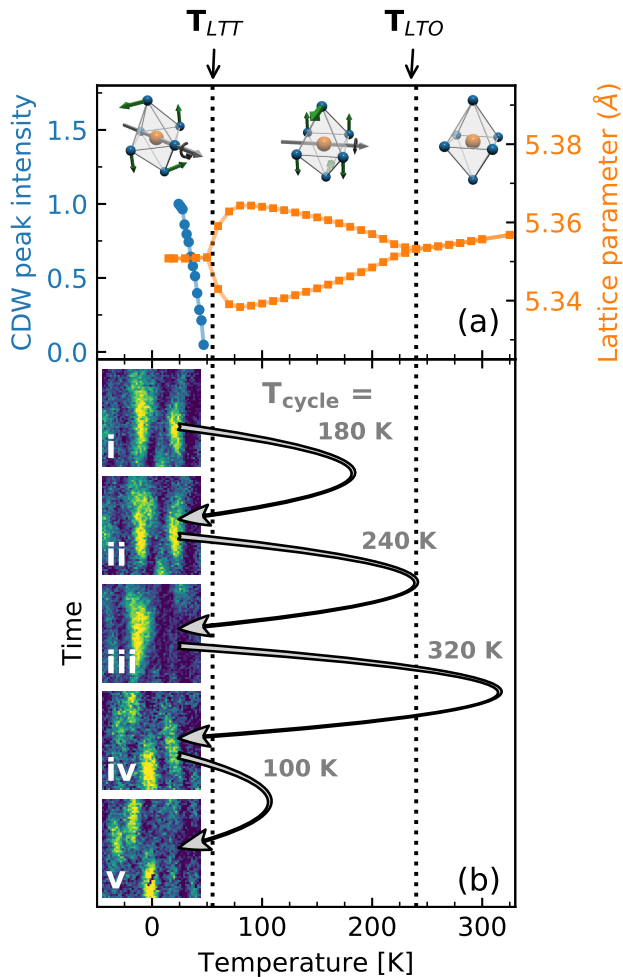 T_LTT T_LTO
CDW peak intensity
1.5
1.0
0.5
0.0
5.38
5.36
5.34
Lattice parameter (Å)
(a)
T_cycle =
i
180 K
ii
240 K
iii
320 K
iv
100 K
v
(b)
Time
0 100 200 300
Temperature [K]